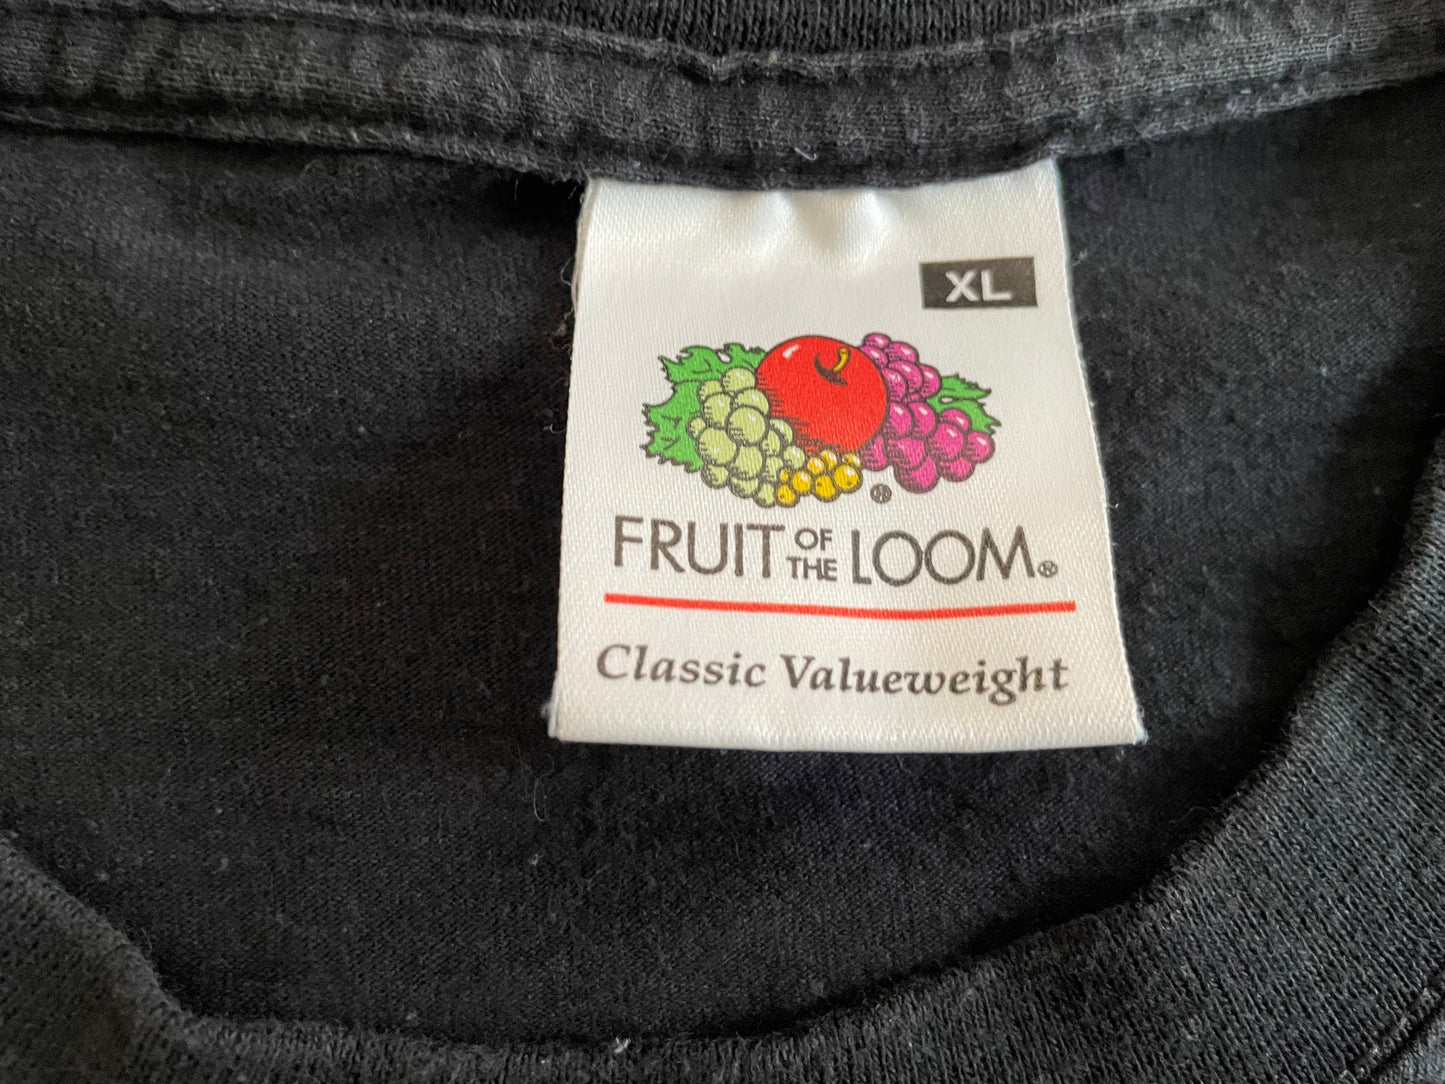 XL
®
FRUIT OF THE LOOM®
Classic Valueweight